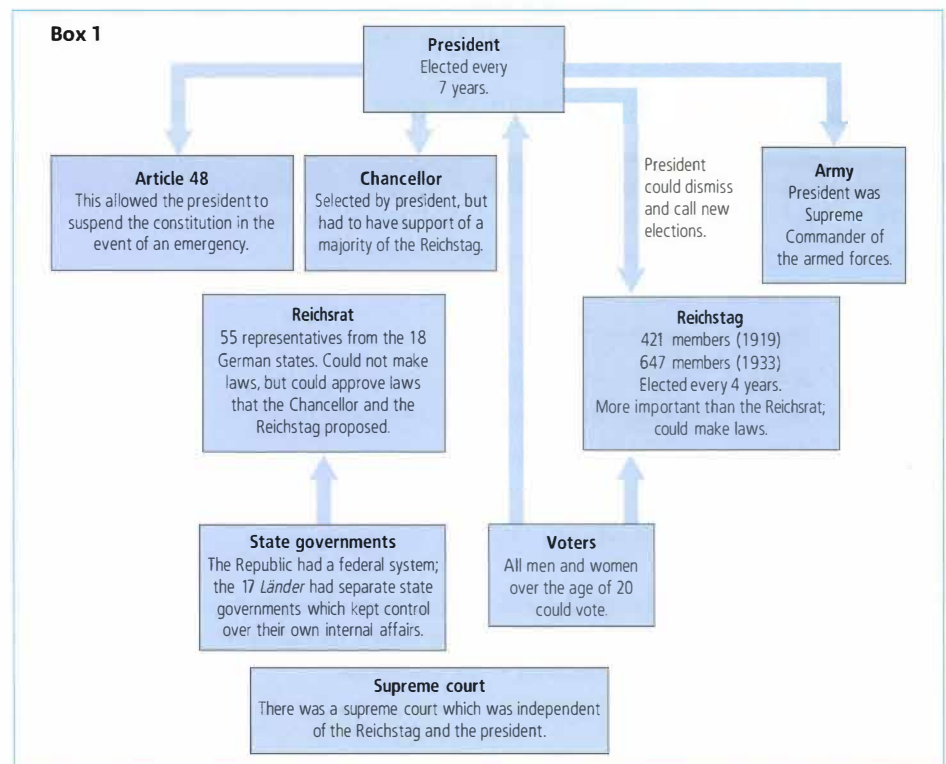 Box 1
President
Elected every
7 years.
Article 48
This allowed the president to
suspend the constitution in the
event of an emergency.
Chancellor
Selected by president, but
had to have support of a
majority of the Reichstag.
President
could dismiss
and call new
elections.
Army
President was
Supreme
Commander of
the armed forces.
Reichsrat
55 representatives from the 18
German states. Could not make
laws, but could approve laws
that the Chancellor and the
Reichstag proposed.
Reichstag
421 members (1919)
647 members (1933)
Elected every 4 years.
More important than the Reichsrat;
could make laws.
State governments
The Republic had a federal system;
the 17 Länder had separate state
governments which kept control
over their own internal affairs.
Voters
All men and women
over the age of 20
could vote.
Supreme court
There was a supreme court which was independent
of the Reichstag and the president.